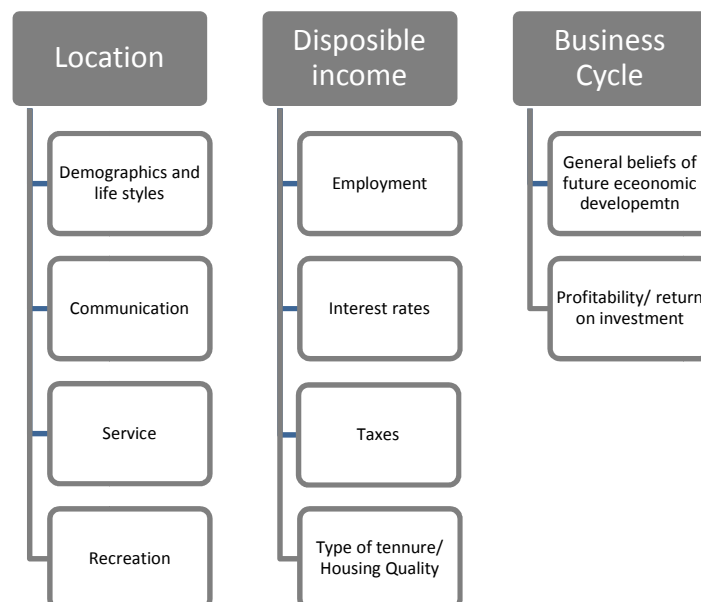 Location
Demographics and
life styles
Communication
Service
Recreation
Disposible
income
Employment
Interest rates
Taxes
Type of tennure/
Housing Quality
Business
Cycle
General beliefs of
future eceonomic
developemtn
Profitability/ return
on investment